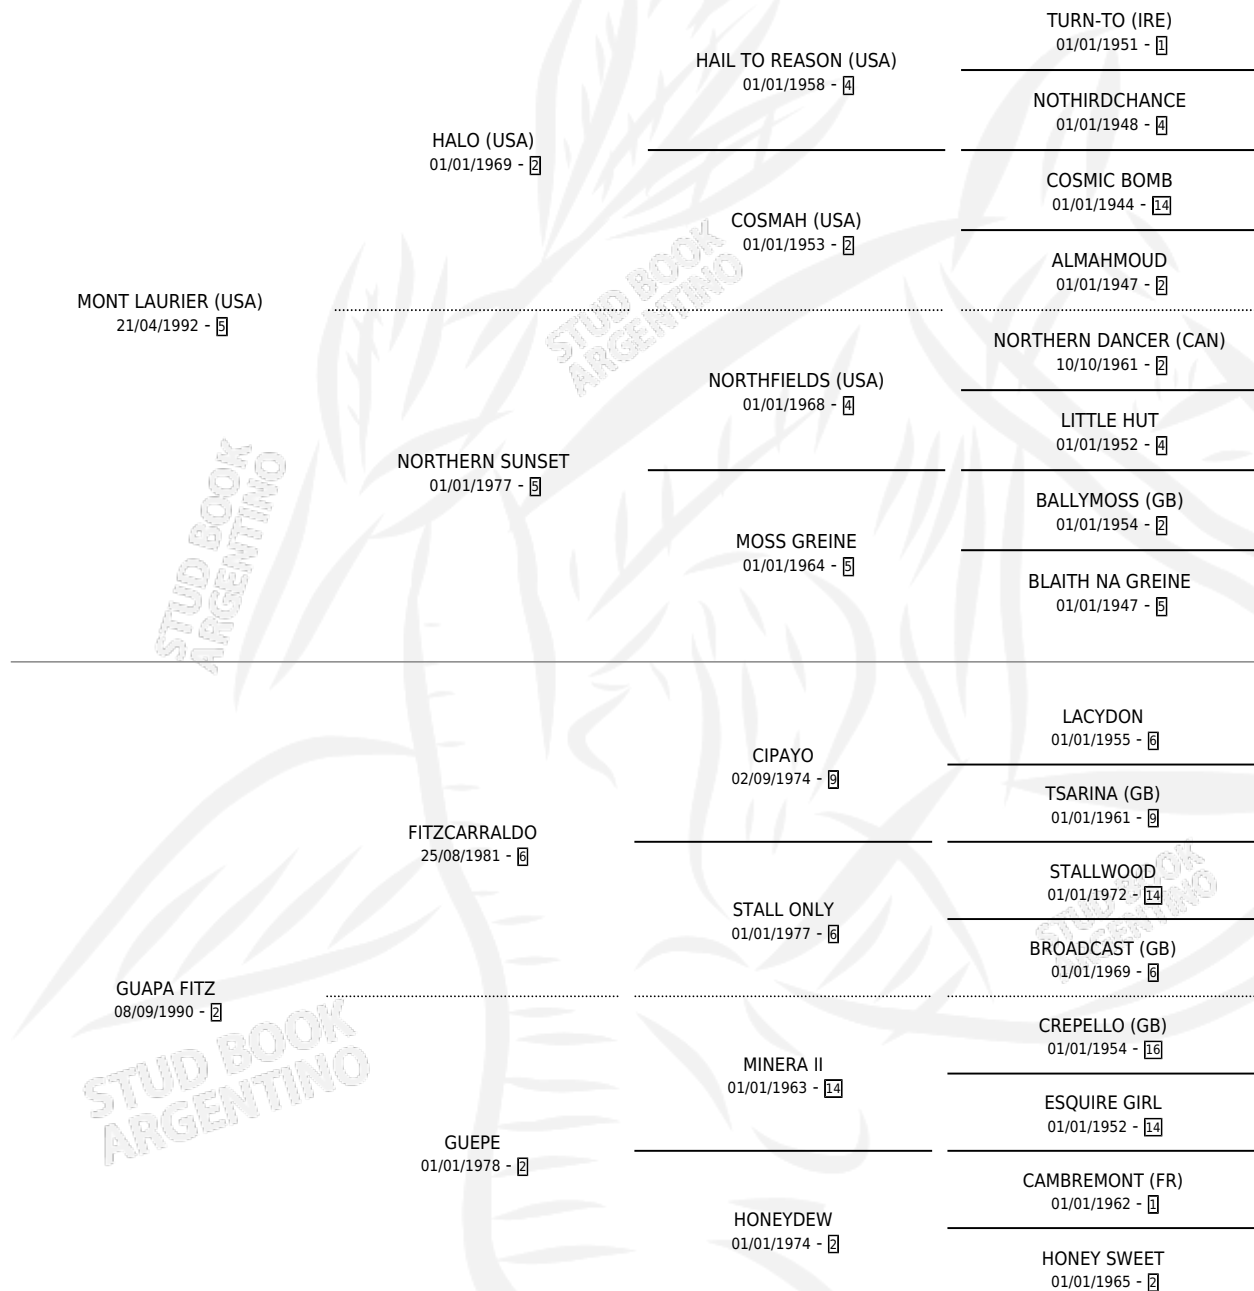 TURN-TO (IRE)
01/01/1951 - 1
HAIL TO REASON (USA)
01/01/1958 - 4
NOTHIRDCHANCE
01/01/1948 - 4
HALO (USA)
01/01/1969 - 2
COSMIC BOMB
01/01/1944 - 14
COSMAH (USA)
01/01/1953 - 2
ALMAHMOUD
01/01/1947 - 2
MONT LAURIER (USA)
21/04/1992 - 5
NORTHERN DANCER (CAN)
10/10/1961 - 2
NORTHFIELDS (USA)
01/01/1968 - 4
LITTLE HUT
01/01/1952 - 4
NORTHERN SUNSET
01/01/1977 - 5
BALLYMOSS (GB)
01/01/1954 - 2
MOSS GREINE
01/01/1964 - 5
BLAITH NA GREINE
01/01/1947 - 5
LACYDON
01/01/1955 - 6
CIPAYO
02/09/1974 - 9
TSARINA (GB)
01/01/1961 - 9
FITZCARRALDO
25/08/1981 - 6
STALLWOOD
01/01/1972 - 14
STALL ONLY
01/01/1977 - 6
BROADCAST (GB)
01/01/1969 - 6
GUAPA FITZ
08/09/1990 - 2
CREPELLO (GB)
01/01/1954 - 16
MINERA II
01/01/1963 - 14
ESQUIRE GIRL
01/01/1952 - 14
GUEPE
01/01/1978 - 2
CAMBREMONT (FR)
01/01/1962 - 1
HONEYDEW
01/01/1974 - 2
HONEY SWEET
01/01/1965 - 2
STUD BOOK
ARGENTINO
STUD BOOK
ARGENTINO
STUD BOOK
ARGENTINO
STUD BOOK
ARGENTINO